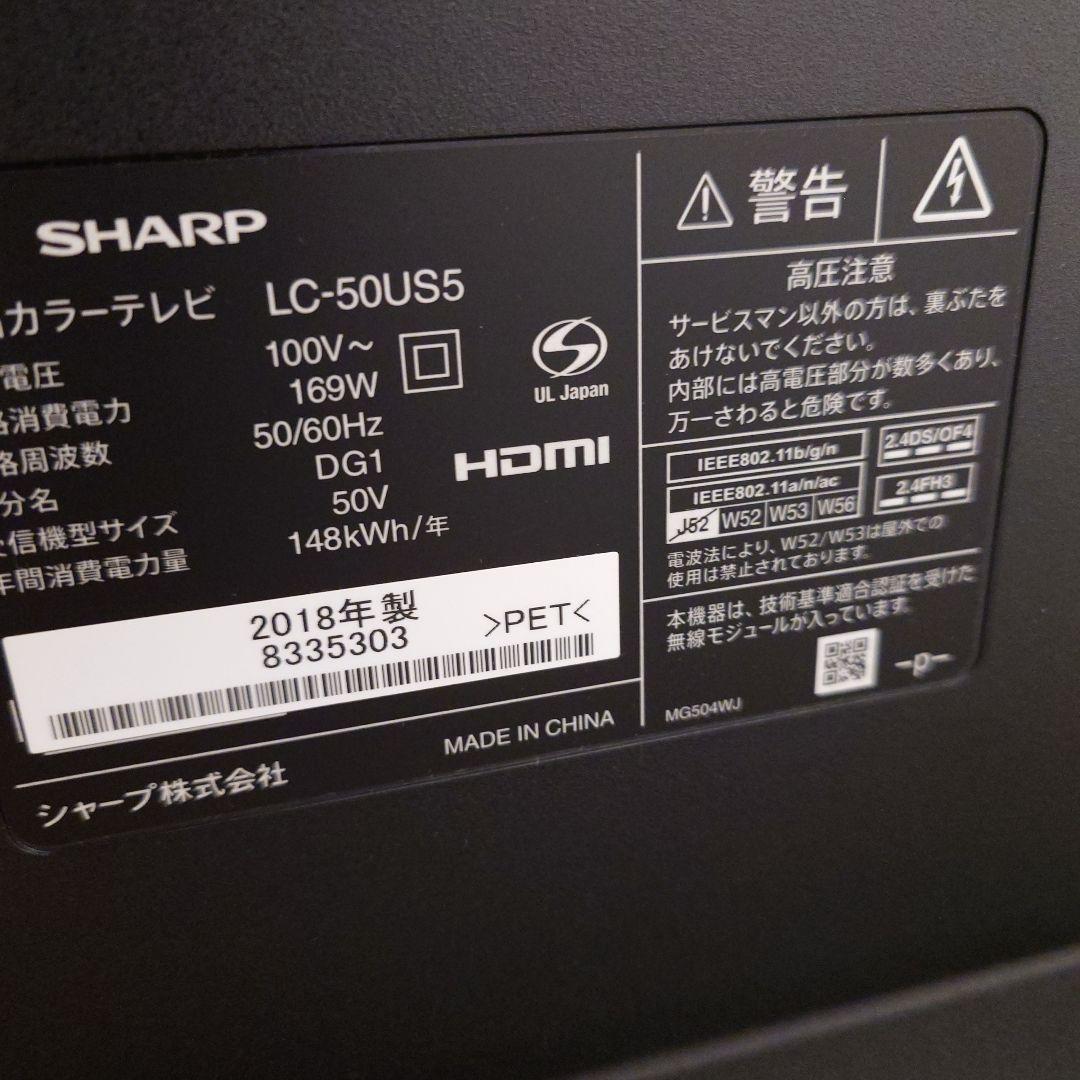 SHARP
カラーテレビ LC-50US5
電圧 100V～
消費電力 169W
周波数 50/60Hz
分名 DG1
信機型サイズ 50V
年間消費電力量 148kWh/年
UL Japan
HDMI
2018年製
8335303
>PET<
MADE IN CHINA
シャープ株式会社
警告
高圧注意
サービスマン以外の方は、裏ぶたを
あけないでください。
内部には高電圧部分が数多くあり、
万一さわると危険です。
IEEE802.11b/g/n
IEEE802.11a/n/ac
J52 W52 W53 W56
2.4DS/OF4
2.4FH3
電波法により、W52/W53は屋外での
使用は禁止されております。
本機器は、技術基準適合認証を受けた
無線モジュールが入っています。
-p-
MG504WJ